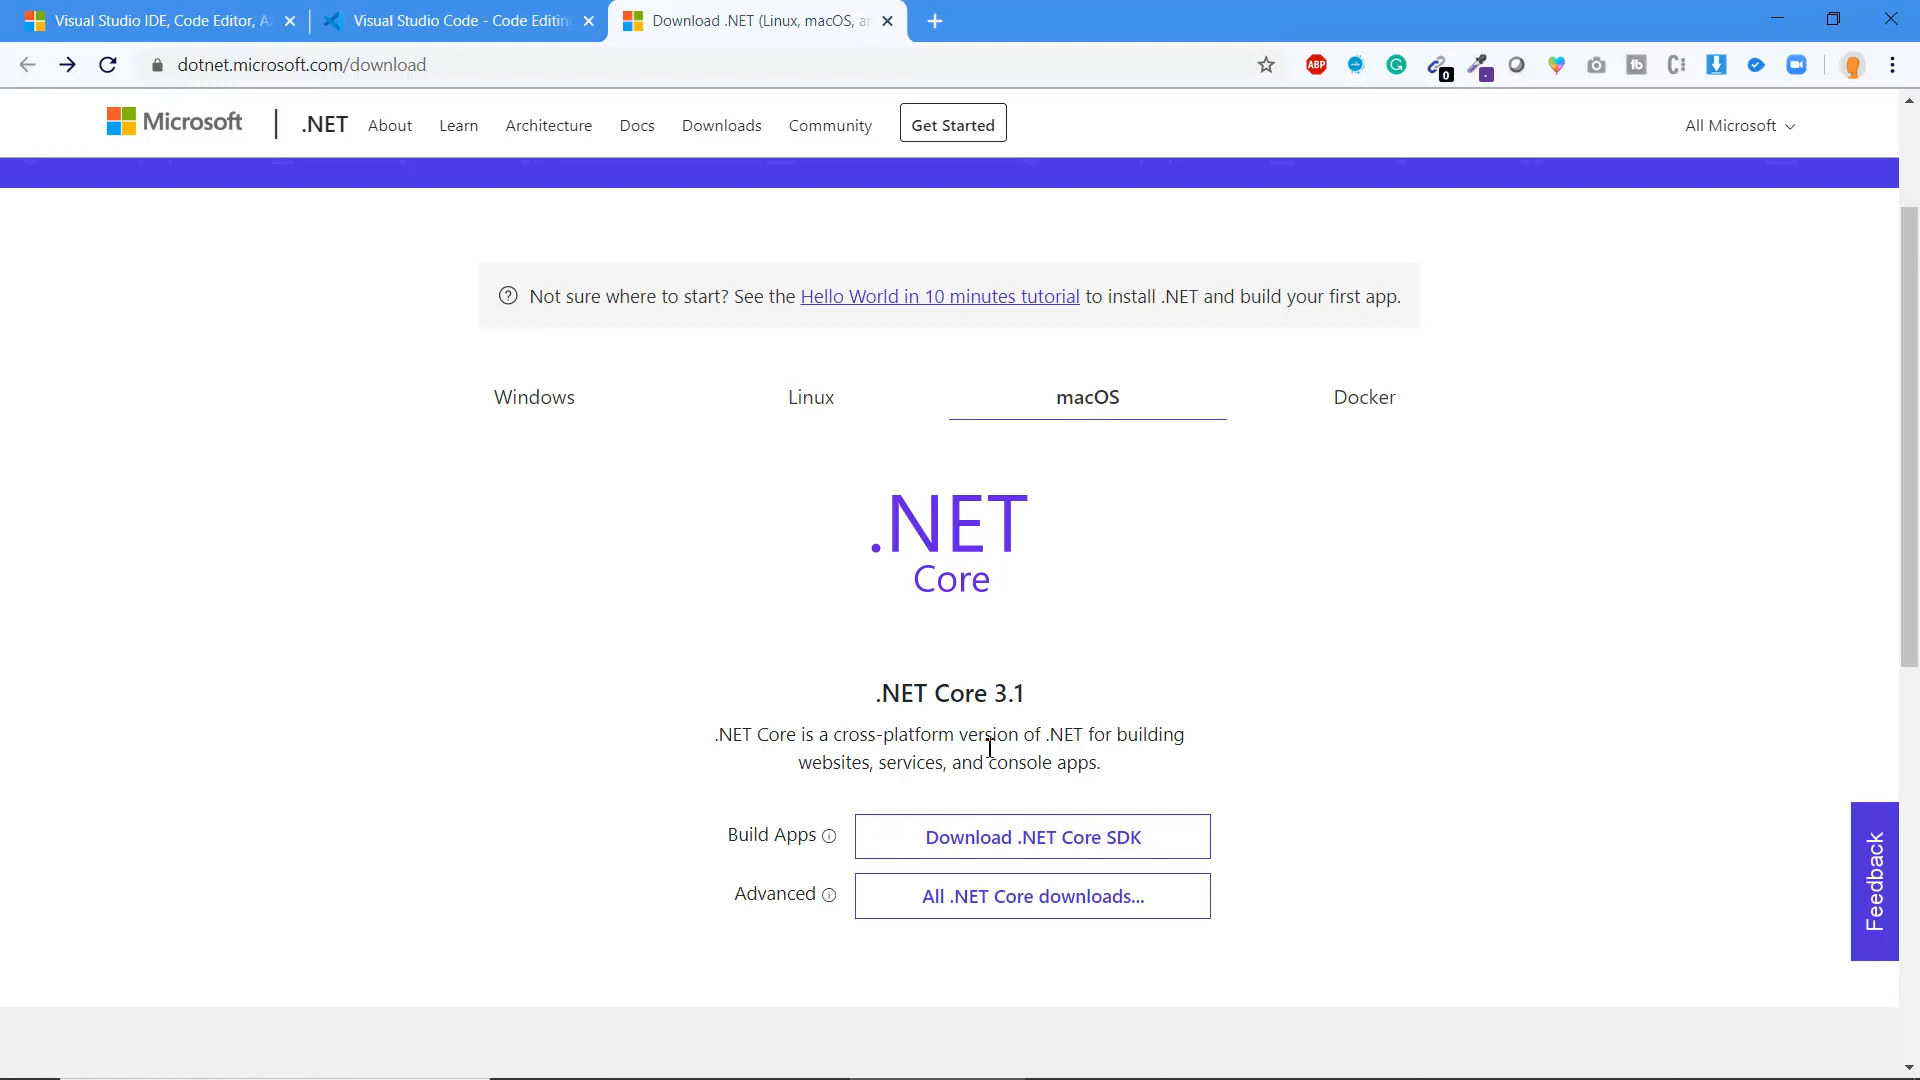 Visual Studio IDE, Code Editor, A
Visual Studio Code - Code Editin
Download .NET (Linux, macOS, a
dotnet.microsoft.com/download
ABP
0
tb
Microsoft
.NET
About
Learn
Architecture
Docs
Downloads
Community
Get Started
All Microsoft
Not sure where to start? See the Hello World in 10 minutes tutorial to install .NET and build your first app.
Windows
Linux
macOS
Docker
.NET
Core
.NET Core 3.1
.NET Core is a cross-platform version of .NET for building
websites, services, and console apps.
Build Apps
Download .NET Core SDK
Advanced
All .NET Core downloads...
Feedback